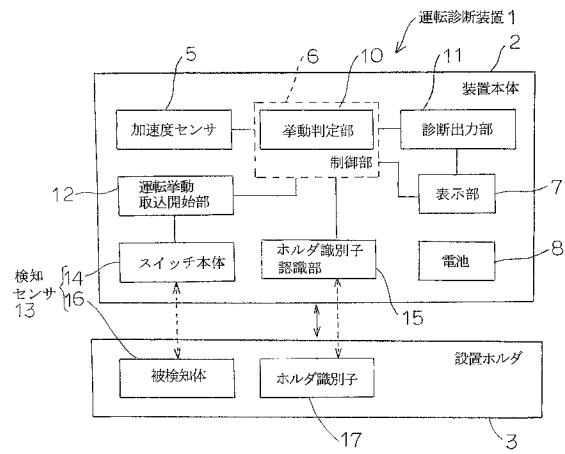 運転診断装置1
2
装置本体
5
6
10
11
加速度センサ
挙動判定部
診断出力部
制御部
12
運転挙動
取込開始部
表示部
7
検知
センサ
13
14
16
スイッチ本体
ホルダ識別子
認識部
15
電池
8
設置ホルダ
被検知体
ホルダ識別子
17
3